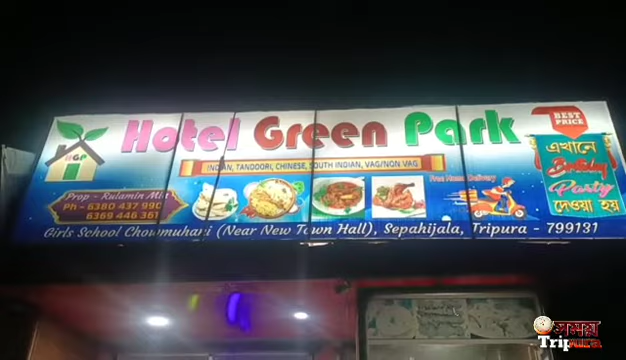 HGP
Hotel Green Park
BEST PRICE
INDIAN, TANDOORI, CHINESE, SOUTH INDIAN, VAG/NON VAG
Free Home Delivery
এখানে
Birthday
Party
দেওয়া হয়
Prop - Rulamin Mia
Ph - 6380 437 990
6369 446 361
Girls School Chowmuhani (Near New Town Hall), Sepahijala, Tripura - 799131